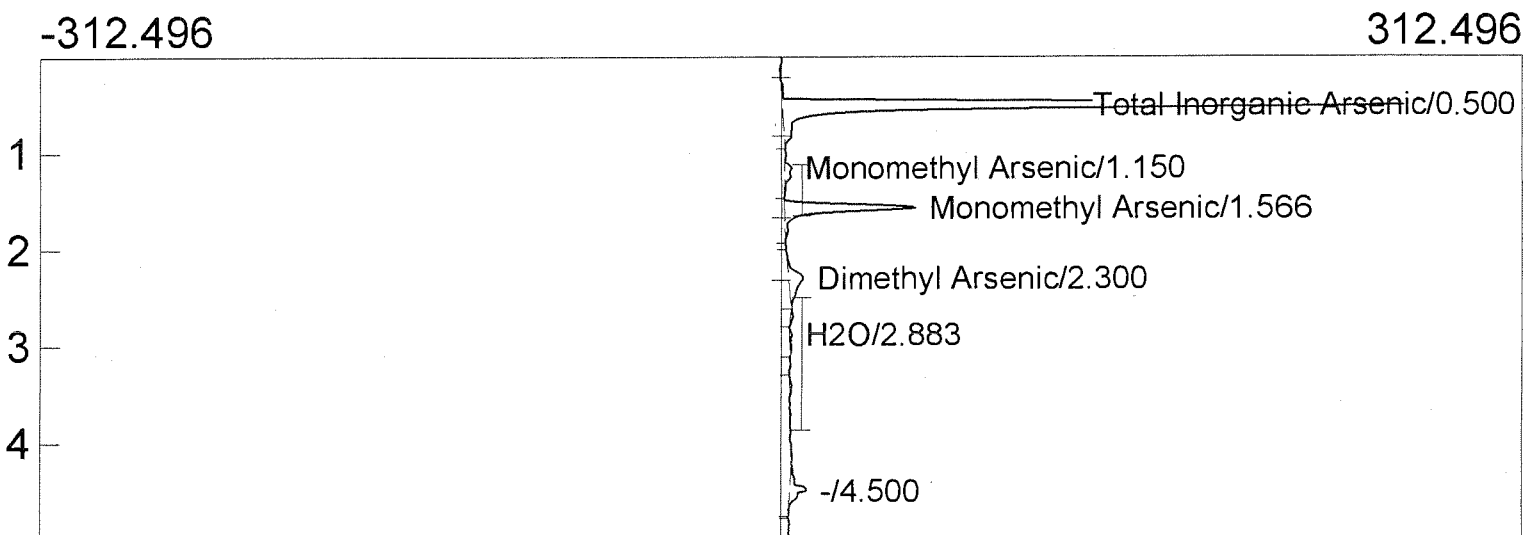 -312.496 312.496
Total Inorganic Arsenic/0.500
1
Monomethyl Arsenic/1.150
Monomethyl Arsenic/1.566
2
Dimethyl Arsenic/2.300
H2O/2.883
3
4
-/4.500